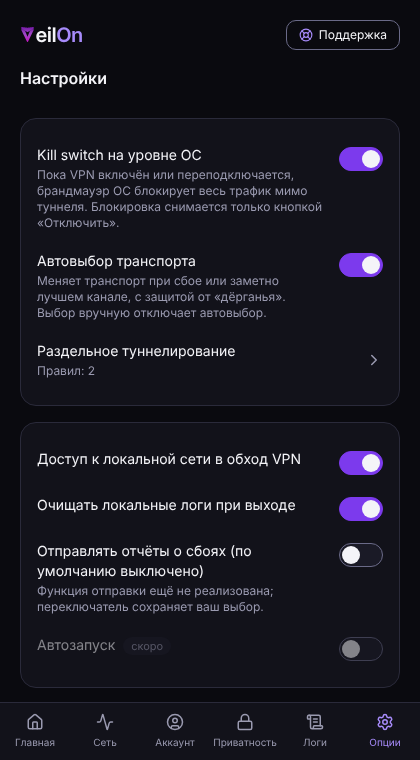 VeilOn
Поддержка
Настройки
Kill switch на уровне ОС
Пока VPN включён или переподключается,
брандмауэр ОС блокирует весь трафик мимо
туннеля. Блокировка снимается только кнопкой
«Отключить».
Автовыбор транспорта
Меняет транспорт при сбое или заметно
лучшем канале, с защитой от «дёрганья».
Выбор вручную отключает автовыбор.
Раздельное туннелирование
Правил: 2
Доступ к локальной сети в обход VPN
Очищать локальные логи при выходе
Отправлять отчёты о сбоях (по
умолчанию выключено)
Функция отправки ещё не реализована;
переключатель сохраняет ваш выбор.
Автозапуск скоро
Главная Сеть Аккаунт Приватность Логи Опции